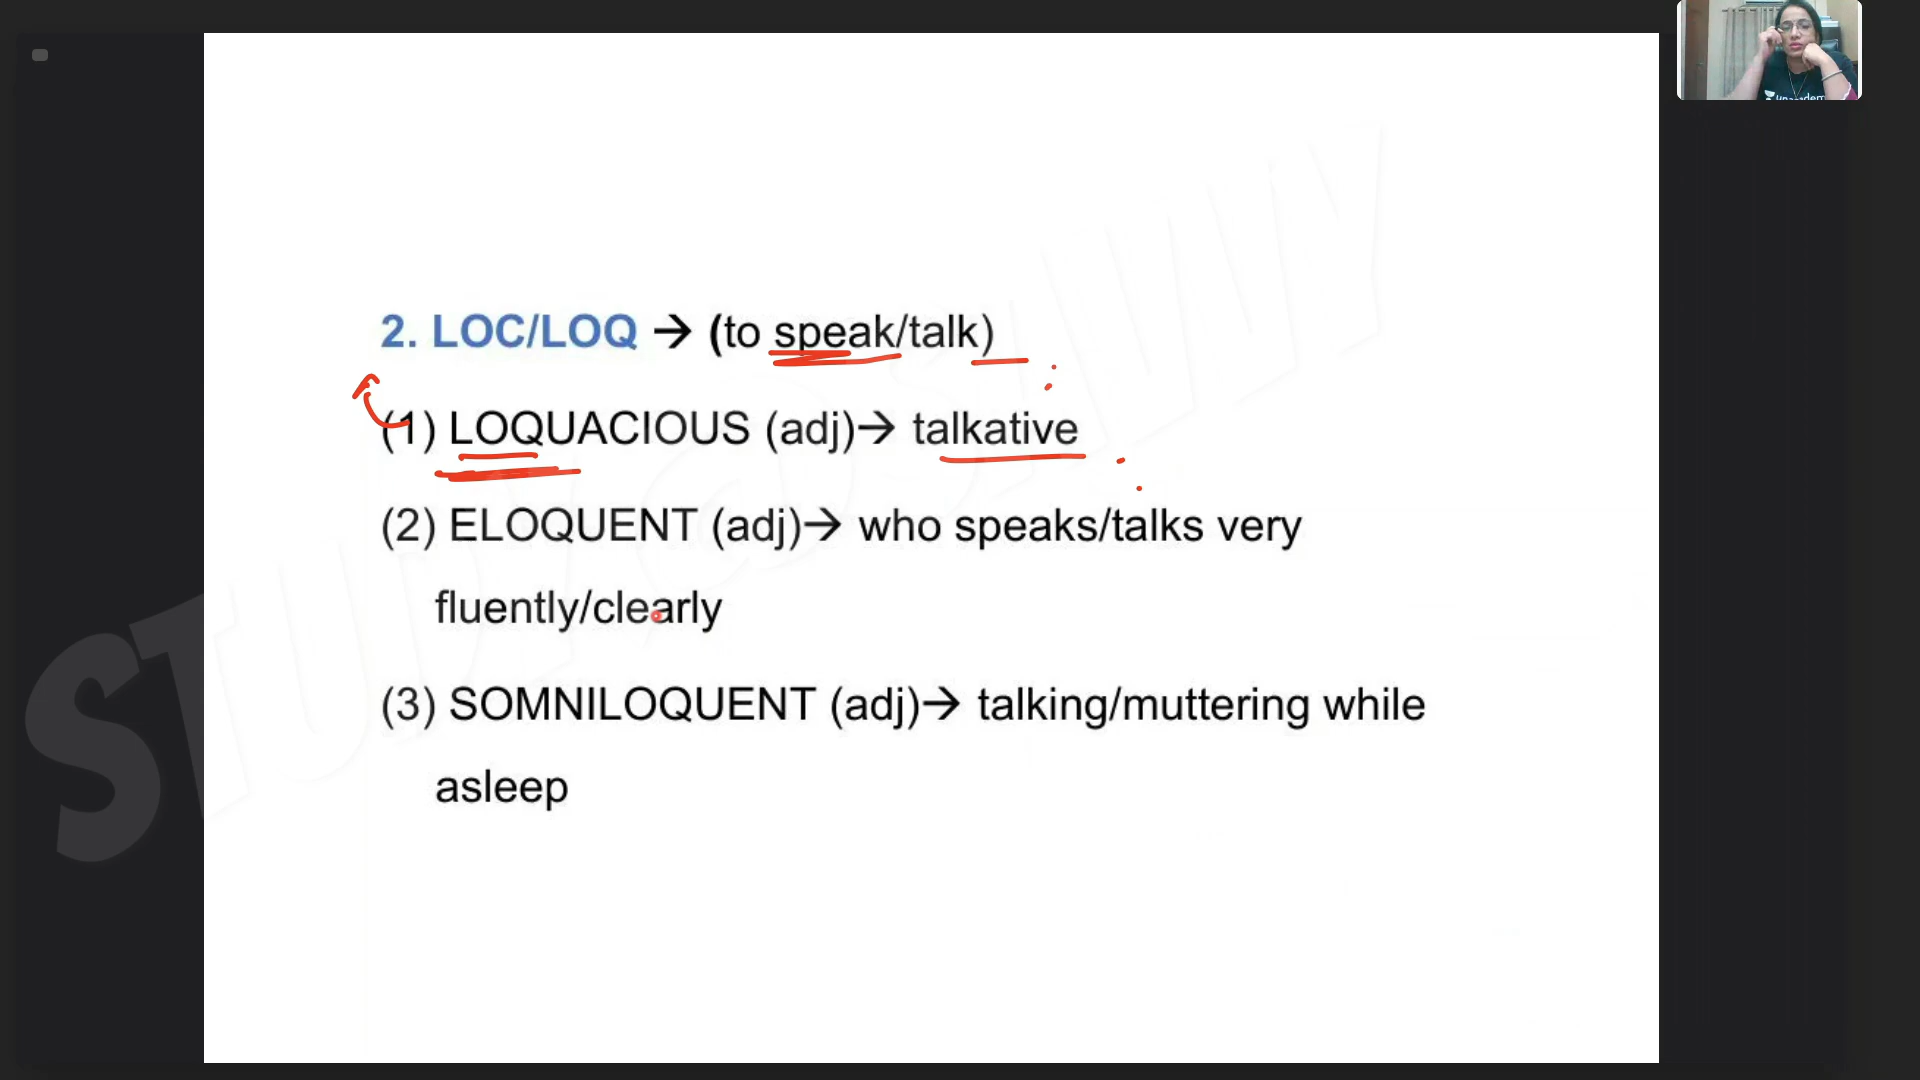 2. LOC/LOQ → (to speak/talk)
(1) LOQUACIOUS (adj)→ talkative
(2) ELOQUENT (adj)→ who speaks/talks very
fluently/clearly
(3) SOMNILOQUENT (adj)→ talking/muttering while
asleep